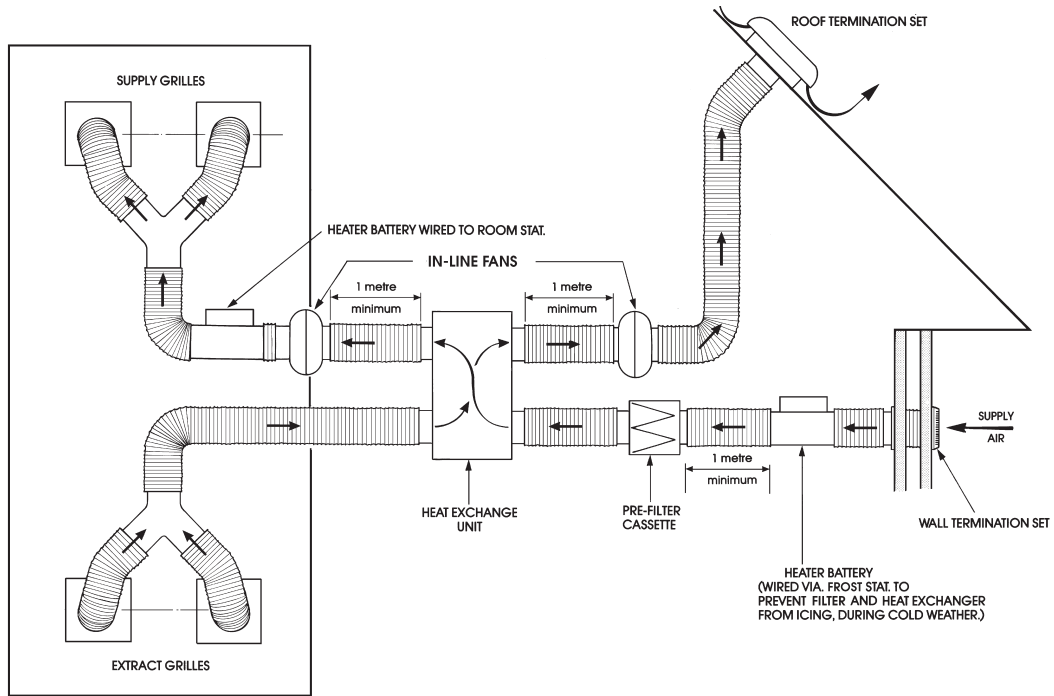 ROOF TERMINATION SET
SUPPLY GRILLES
HEATER BATTERY WIRED TO ROOM STAT.
IN-LINE FANS
1 metre
minimum
1 metre
minimum
SUPPLY
AIR
1 metre
minimum
HEAT EXCHANGE
UNIT
PRE-FILTER
CASSETTE
WALL TERMINATION SET
HEATER BATTERY
(WIRED VIA. FROST STAT. TO
PREVENT FILTER AND HEAT EXCHANGER
FROM ICING, DURING COLD WEATHER.)
EXTRACT GRILLES